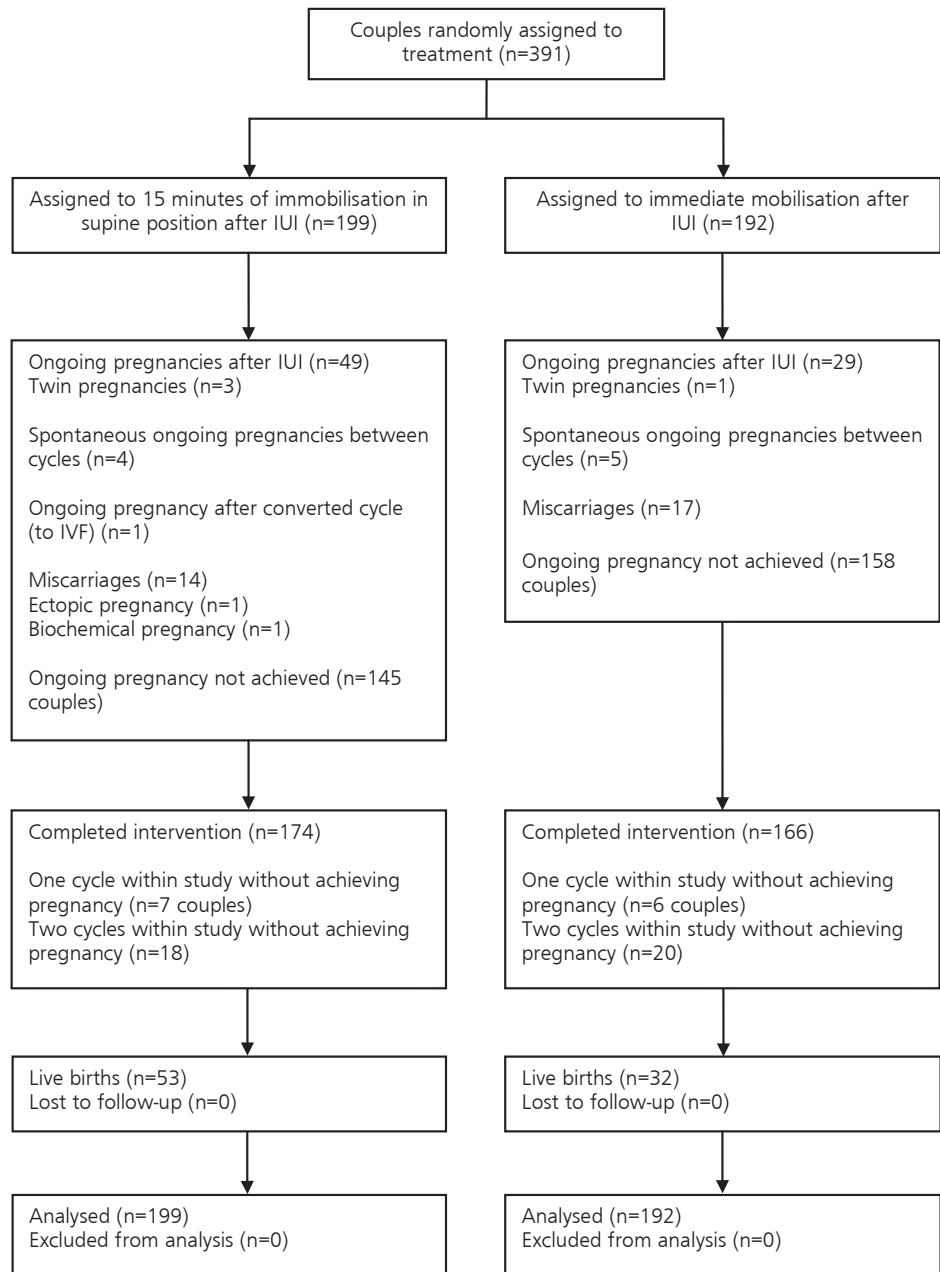 Couples randomly assigned to
treatment (n=391)
Assigned to 15 minutes of immobilisation in
supine position after IUI (n=199)
Assigned to immediate mobilisation after
IUI (n=192)
Ongoing pregnancies after IUI (n=49)
Twin pregnancies (n=3)
Spontaneous ongoing pregnancies between
cycles (n=4)
Ongoing pregnancy after converted cycle
(to IVF) (n=1)
Miscarriages (n=14)
Ectopic pregnancy (n=1)
Biochemical pregnancy (n=1)
Ongoing pregnancy not achieved (n=145
couples)
Ongoing pregnancies after IUI (n=29)
Twin pregnancies (n=1)
Spontaneous ongoing pregnancies between
cycles (n=5)
Miscarriages (n=17)
Ongoing pregnancy not achieved (n=158
couples)
Completed intervention (n=174)
One cycle within study without achieving
pregnancy (n=7 couples)
Two cycles within study without achieving
pregnancy (n=18)
Completed intervention (n=166)
One cycle within study without achieving
pregnancy (n=6 couples)
Two cycles within study without achieving
pregnancy (n=20)
Live births (n=53)
Lost to follow-up (n=0)
Live births (n=32)
Lost to follow-up (n=0)
Analysed (n=199)
Excluded from analysis (n=0)
Analysed (n=192)
Excluded from analysis (n=0)